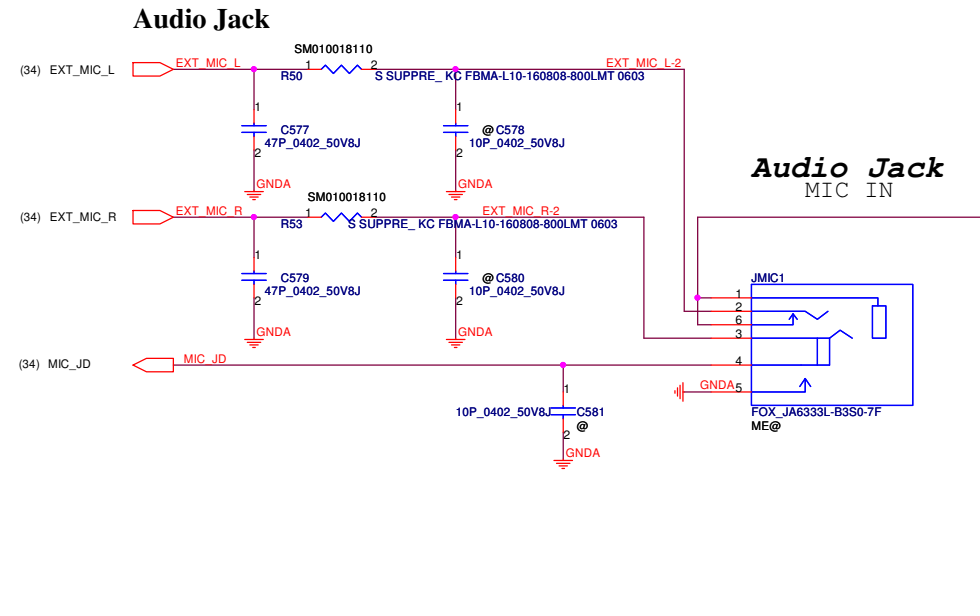 Audio Jack
SM010018110
(34) EXT_MIC_L
EXT_MIC_L
1
2
EXT_MIC_L-2
R50
S SUPPRE_ KC FBMA-L10-160808-800LMT 0603
1
C577
47P_0402_50V8J
2
GNDA
1
@ C578
10P_0402_50V8J
2
GNDA
Audio Jack
MIC IN
SM010018110
(34) EXT_MIC_R
EXT_MIC_R
1
2
EXT_MIC_R-2
R53
S SUPPRE_ KC FBMA-L10-160808-800LMT 0603
1
C579
47P_0402_50V8J
2
GNDA
1
@ C580
10P_0402_50V8J
2
GNDA
JMIC1
1
2
6
3
4
GNDA 5
FOX_JA6333L-B3S0-7F
ME@
(34) MIC_JD
MIC_JD
1
10P_0402_50V8J C581
@
2
GNDA